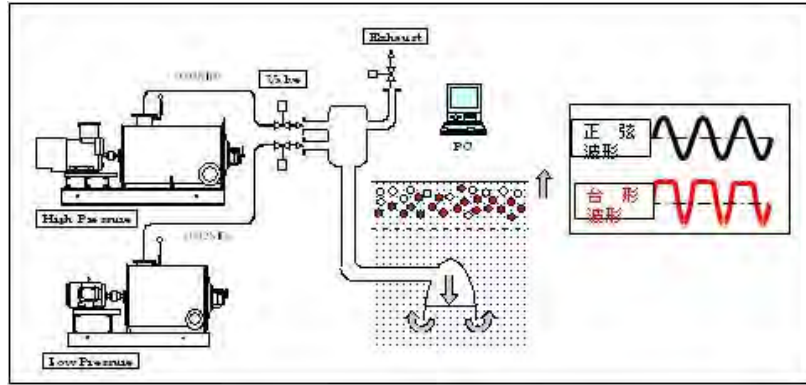 Exhaust
Valve
PC
High Pressure
Low Pressure
正 弦
波形
台 形
波形